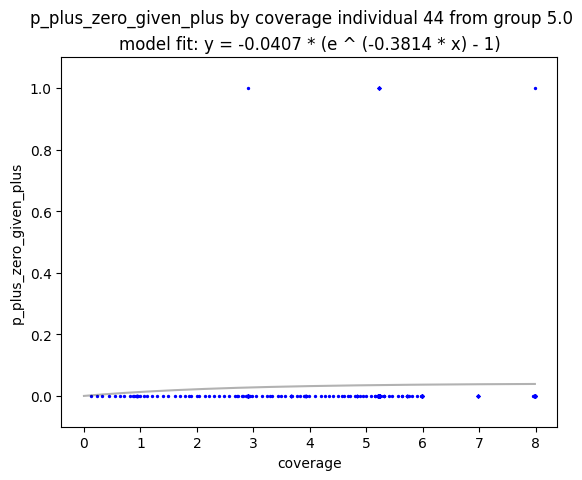 p_plus_zero_given_plus by coverage individual 44 from group 5.0
model fit: y = -0.0407 * (e ^ (-0.3814 * x) - 1)
1.0
0.8
0.6
0.4
0.2
0.0
p_plus_zero_given_plus
0 1 2 3 4 5 6 7 8
coverage